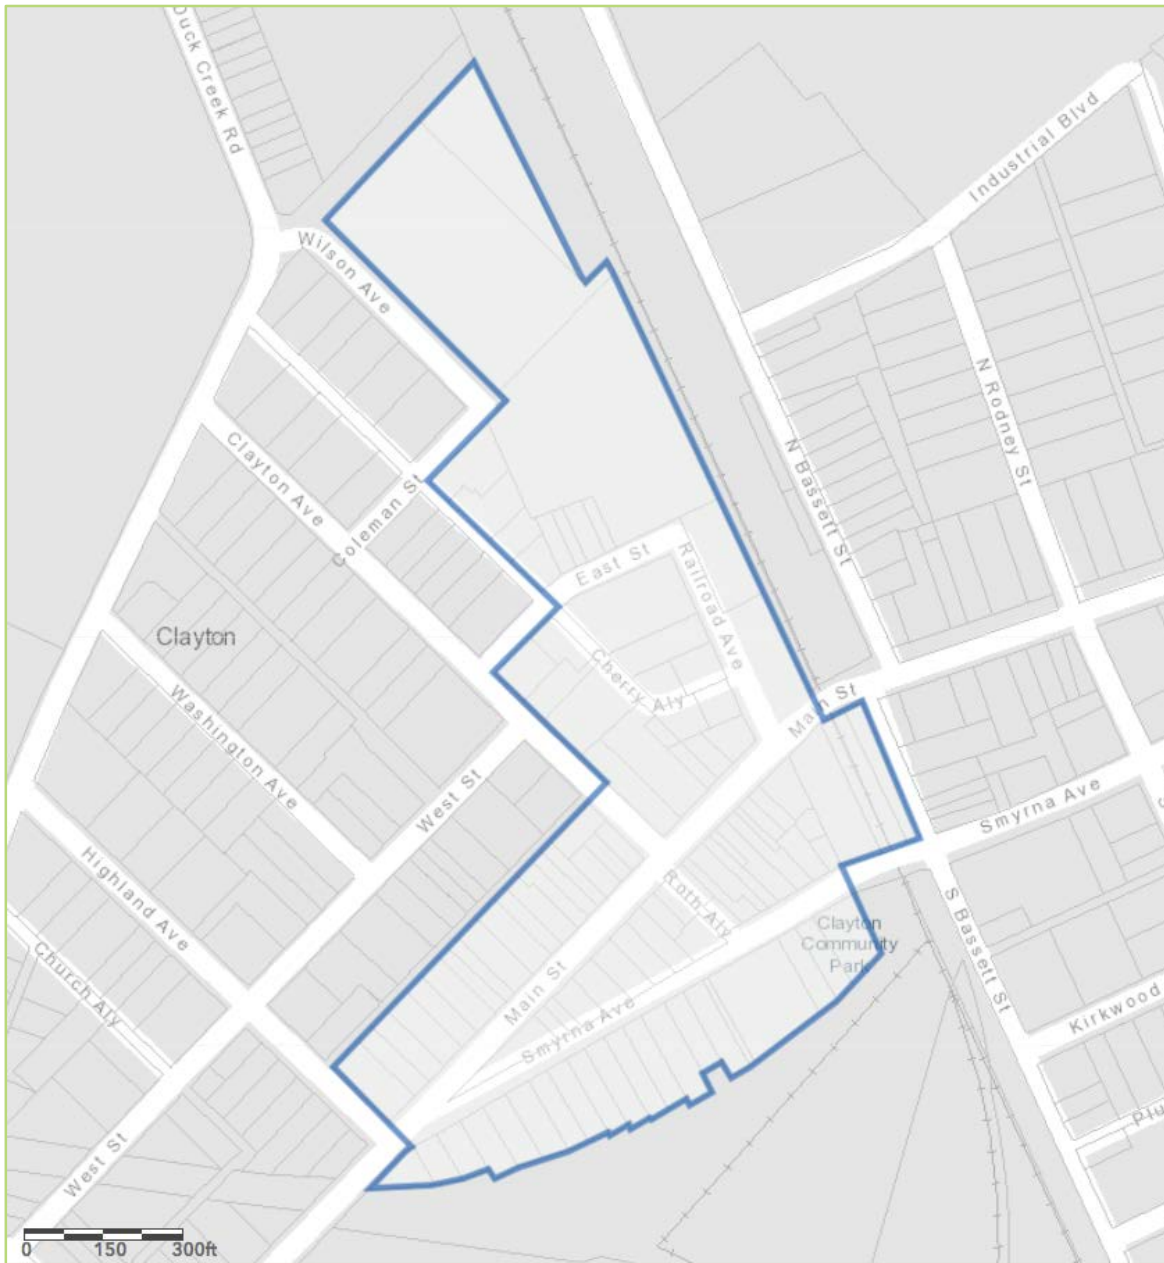 Duck Creek Rd
Industrial Blvd
Wilson Ave
N Rodney St
N Bassett St
Clayton Ave
Coleman St
East St
Railroad Ave
Clayton
Cherry Aly
Main St
Washington Ave
West St
Smyrna Ave
Highland Ave
Roth Aly
S Bassett St
Clayton
Community
Park
Church Aly
Main St
Smyrna Ave
Kirkwood
Plu
West St
0 150 300ft